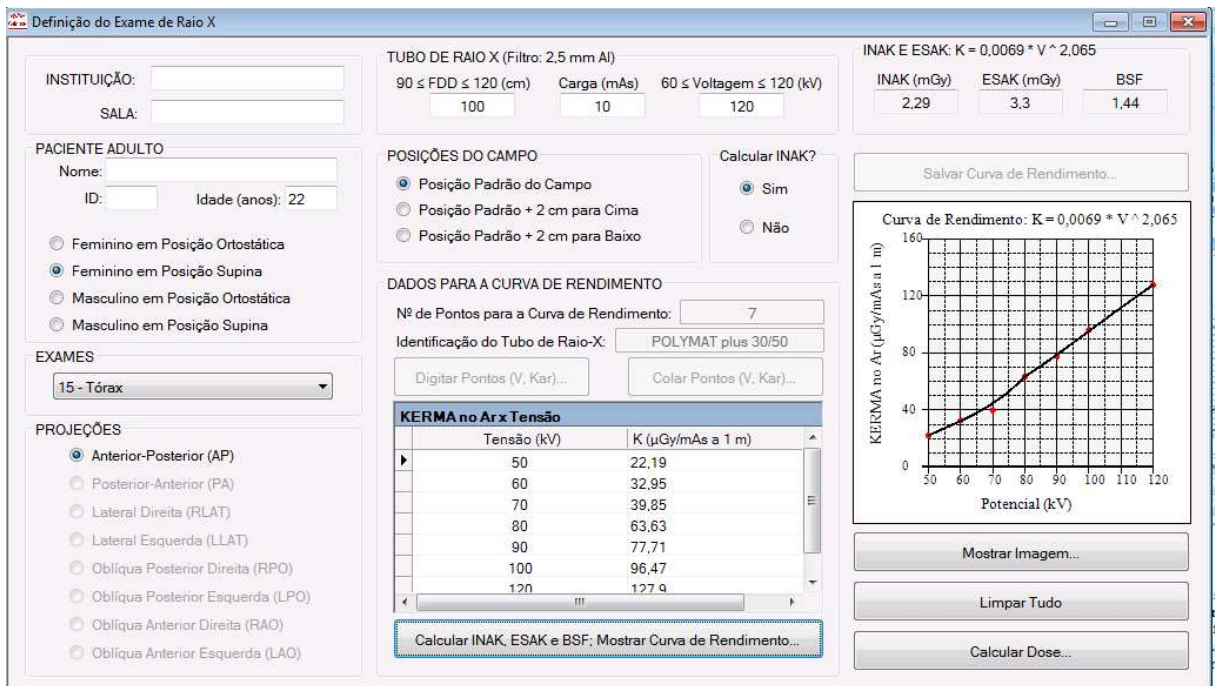 Definição do Exame de Raio X
INSTITUIÇÃO:
SALA:
PACIENTE ADULTO
Nome:
ID: Idade (anos): 22
Feminino em Posição Ortostática
Feminino em Posição Supina
Masculino em Posição Ortostática
Masculino em Posição Supina
EXAMES
15 - Tórax
PROJEÇÕES
Anterior-Posterior (AP)
Posterior-Anterior (PA)
Lateral Direita (RLAT)
Lateral Esquerda (LLAT)
Oblíqua Posterior Direita (RPO)
Oblíqua Posterior Esquerda (LPO)
Oblíqua Anterior Direita (RAO)
Oblíqua Anterior Esquerda (LAO)
TUBO DE RAIO X (Filtro: 2,5 mm Al)
90 ≤ FDD ≤ 120 (cm) Carga (mAs) 60 ≤ Voltagem ≤ 120 (kV)
100 10 120
POSIÇÕES DO CAMPO
Posição Padrão do Campo
Posição Padrão + 2 cm para Cima
Posição Padrão + 2 cm para Baixo
Calcular INAK?
Sim
Não
DADOS PARA A CURVA DE RENDIMENTO
Nº de Pontos para a Curva de Rendimento: 7
Identificação do Tubo de Raio-X: POLYMAT plus 30/50
Digitar Pontos (V, Kar)... Colar Pontos (V, Kar)...
KERMA no Ar x Tensão
Tensão (kV) K (µGy/mAs a 1 m)
50 22,19
60 32,95
70 39,85
80 63,63
90 77,71
100 96,47
120 127,9
Calcular INAK, ESAK e BSF; Mostrar Curva de Rendimento...
INAK E ESAK: K = 0,0069 * V ^ 2,065
INAK (mGy) ESAK (mGy) BSF
2,29 3,3 1,44
Salvar Curva de Rendimento...
Curva de Rendimento: K = 0,0069 * V ^ 2,065
KERMA no Ar (µGy/mAs a 1 m)
160
120
80
40
0
50 60 70 80 90 100 110 120
Potencial (kV)
Mostrar Imagem...
Limpar Tudo
Calcular Dose...